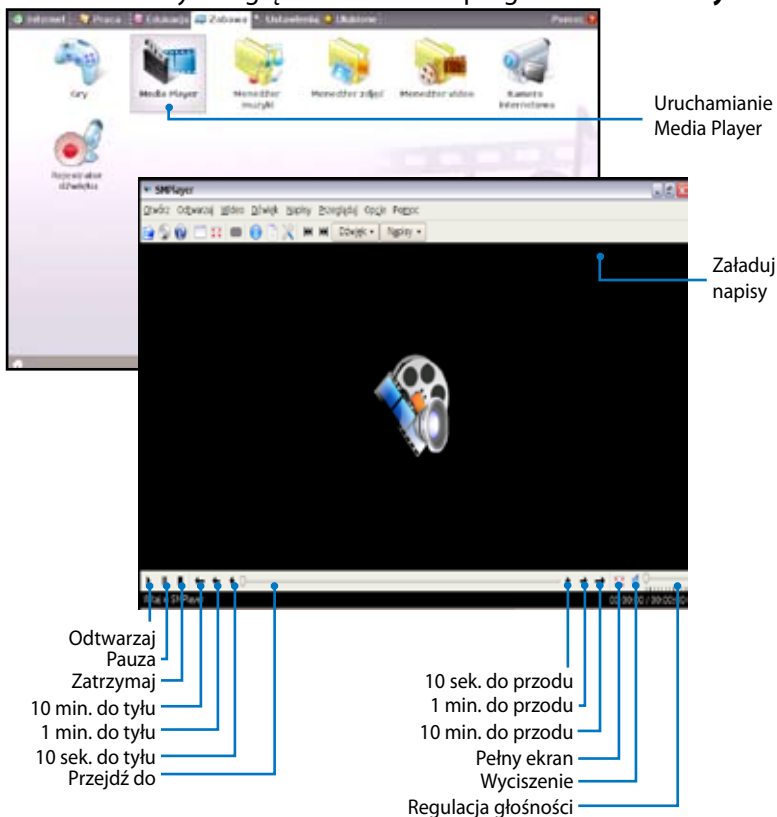 Internet Praca Edukacja Zabawa Ustawienia Ulubione Pomoc
Gry
Media Player
Menedżer muzyki
Menedżer zdjęć
Menedżer video
Kamera internetowa
Rejestrator dźwięku
Uruchamianie
Media Player
SMPlayer
Otwórz Odtwarzaj Wideo Dźwięk Napisy Przeglądaj Opcje Pomoc
Dźwięk Napisy
Załaduj
napisy
Witaj w SMPlayer
Odtwarzaj
Pauza
Zatrzymaj
10 min. do tyłu
1 min. do tyłu
10 sek. do tyłu
Przejdź do
10 sek. do przodu
1 min. do przodu
10 min. do przodu
Pełny ekran
Wyciszenie
Regulacja głośności